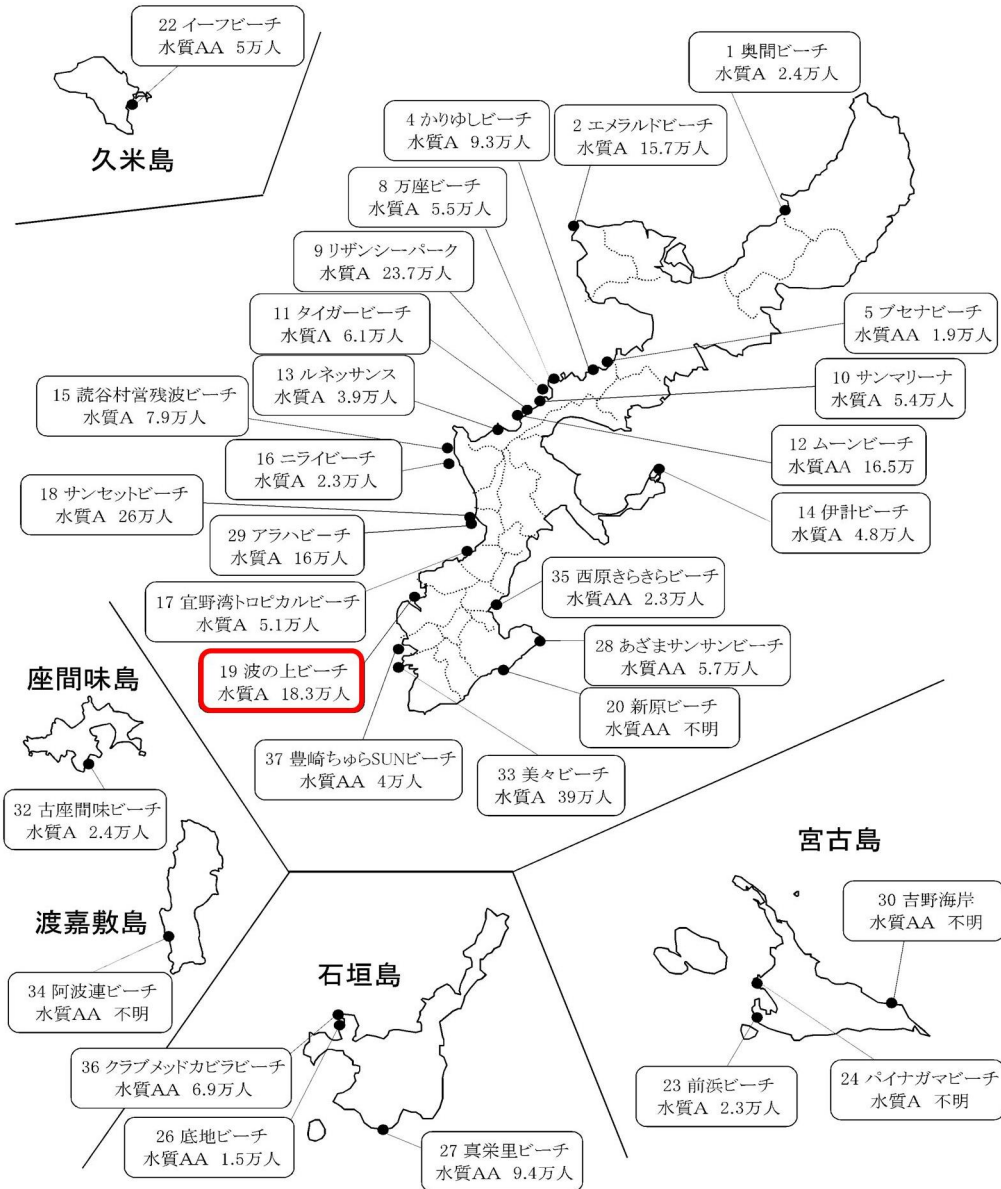 22 イーフビーチ
水質AA 5万人
久米島
1 奥間ビーチ
水質A 2.4万人
4 かりゆしビーチ
水質A 9.3万人
2 エメラルドビーチ
水質A 15.7万人
8 万座ビーチ
水質A 5.5万人
9 リザンシーパーク
水質A 23.7万人
11 タイガービーチ
水質A 6.1万人
5 ブセナビーチ
水質AA 1.9万人
13 ルネッサンス
水質A 3.9万人
10 サンマリーナ
水質A 5.4万人
15 読谷村営残波ビーチ
水質A 7.9万人
12 ムーンビーチ
水質AA 16.5万
16 ニライビーチ
水質A 2.3万人
18 サンセットビーチ
水質A 26万人
14 伊計ビーチ
水質A 4.8万人
29 アラハビーチ
水質A 16万人
35 西原きらきらビーチ
水質AA 2.3万人
17 宜野湾トロピカルビーチ
水質A 5.1万人
28 あざまサンサンビーチ
水質AA 5.7万人
19 波の上ビーチ
水質A 18.3万人
20 新原ビーチ
水質AA 不明
37 豊崎ちゅらSUNビーチ
水質AA 4万人
33 美々ビーチ
水質A 39万人
座間味島
32 古座間味ビーチ
水質A 2.4万人
渡嘉敷島
34 阿波連ビーチ
水質AA 不明
石垣島
36 クラブメッドカビラビーチ
水質AA 6.9万人
26 底地ビーチ
水質AA 1.5万人
27 真栄里ビーチ
水質AA 9.4万人
宮古島
30 吉野海岸
水質AA 不明
23 前浜ビーチ
水質A 2.3万人
24 パイナガマビーチ
水質A 不明